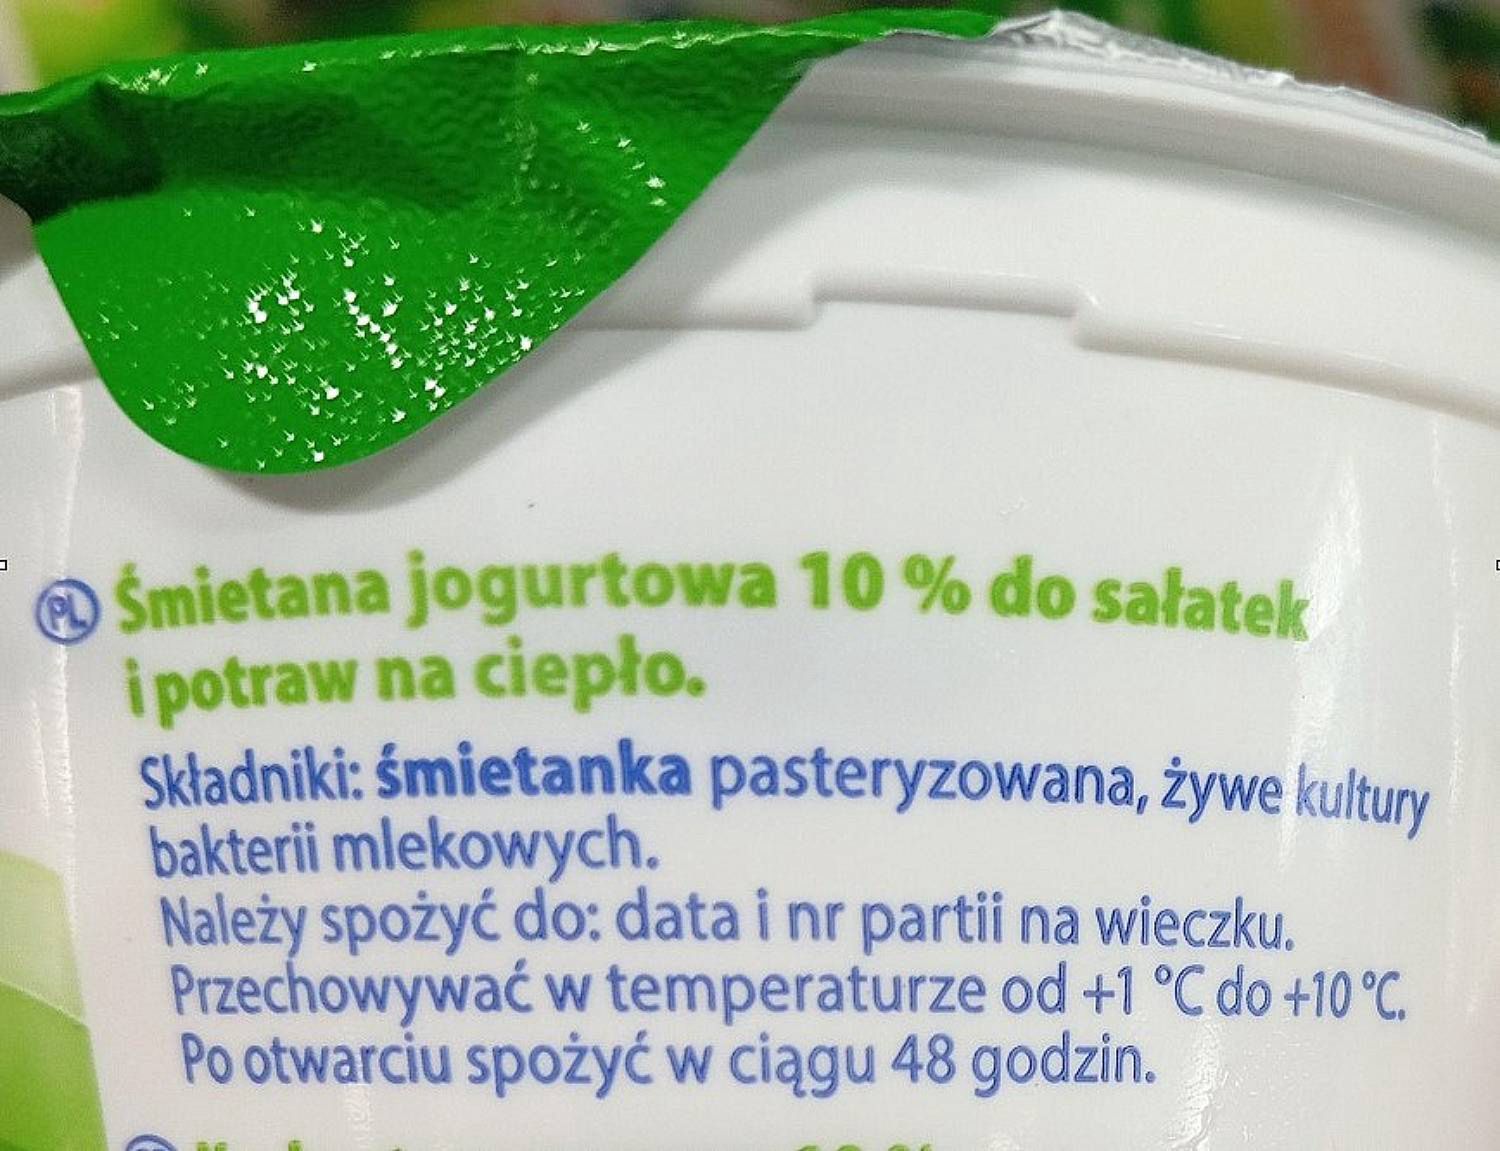 PL Śmietana jogurtowa 10 % do sałatek
i potraw na ciepło.
Składniki: śmietanka pasteryzowana, żywe kultury
bakterii mlekowych.
Należy spożyć do: data i nr partii na wieczku.
Przechowywać w temperaturze od +1 °C do +10 °C.
Po otwarciu spożyć w ciągu 48 godzin.